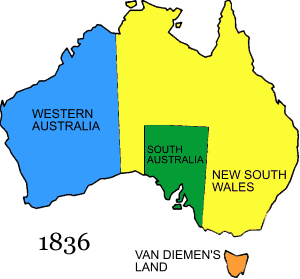 WESTERN
AUSTRALIA
SOUTH
AUSTRALIA
NEW SOUTH
WALES
1836
VAN DIEMEN'S
LAND